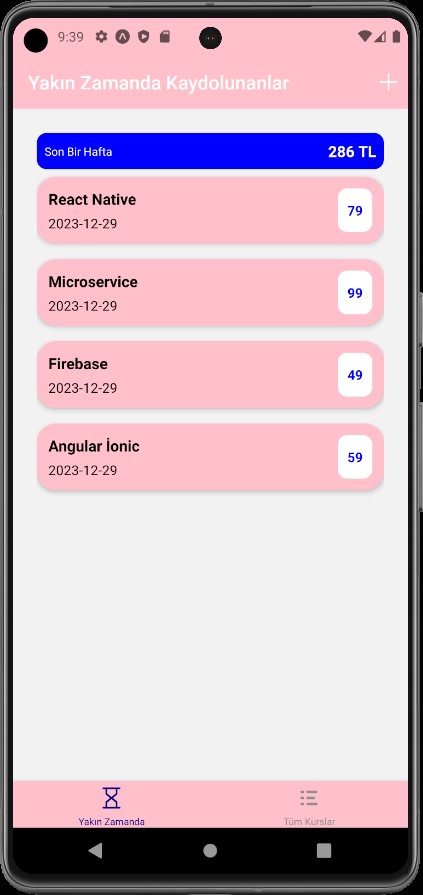 9:39
Yakın Zamanda Kaydolunanlar
Son Bir Hafta 286 TL
React Native
2023-12-29
79
Microservice
2023-12-29
99
Firebase
2023-12-29
49
Angular İonic
2023-12-29
59
Yakın Zamanda
Tüm Kurslar